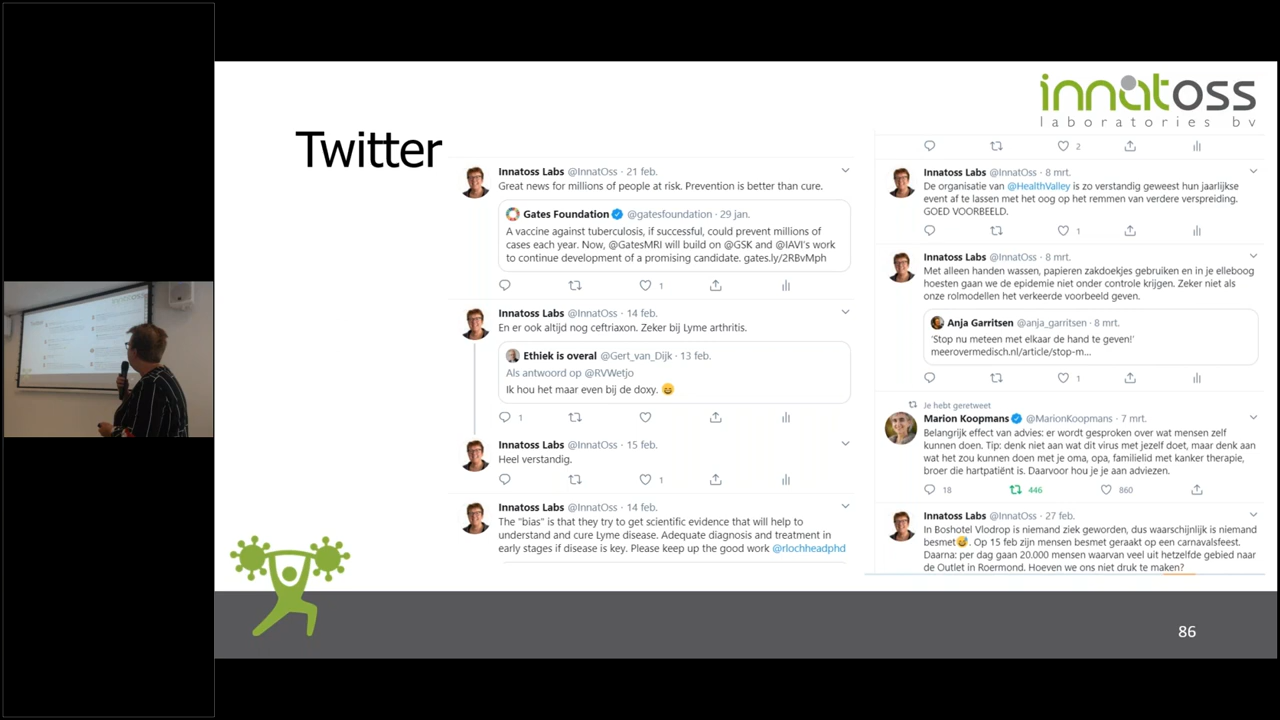 innatoss
laboratories bv
Twitter
Innatoss Labs @InnatOss · 21 feb.
Great news for millions of people at risk. Prevention is better than cure.
Gates Foundation @gatesfoundation · 29 jan.
A vaccine against tuberculosis, if successful, could prevent millions of
cases each year. Now, @GatesMRI will build on @GSK and @IAVI's work
to continue development of a promising candidate. gates.ly/2RBvMph
1
Innatoss Labs @InnatOss · 14 feb.
En er ook altijd nog ceftriaxon. Zeker bij Lyme arthritis.
Ethiek is overal @Gert_van_Dijk · 13 feb.
Als antwoord op @RVWetjo
Ik hou het maar even bij de doxy. 😄
1
Innatoss Labs @InnatOss · 15 feb.
Heel verstandig.
1
Innatoss Labs @InnatOss · 14 feb.
The "bias" is that they try to get scientific evidence that will help to
understand and cure Lyme disease. Adequate diagnosis and treatment in
early stages if disease is key. Please keep up the good work @rlochheadphd
2
Innatoss Labs @InnatOss · 8 mrt.
De organisatie van @HealthValley is zo verstandig geweest hun jaarlijkse
event af te lassen met het oog op het remmen van verdere verspreiding.
GOED VOORBEELD.
1
Innatoss Labs @InnatOss · 8 mrt.
Met alleen handen wassen, papieren zakdoekjes gebruiken en in je elleboog
hoesten gaan we de epidemie niet onder controle krijgen. Zeker niet als
onze rolmodellen het verkeerde voorbeeld geven.
Anja Garritsen @anja_garritsen · 8 mrt.
'Stop nu meteen met elkaar de hand te geven!'
meerovermedisch.nl/article/stop-m...
1
Je hebt geretweet
Marion Koopmans @MarionKoopmans · 7 mrt.
Belangrijk effect van advies: er wordt gesproken over wat mensen zelf
kunnen doen. Tip: denk niet aan wat dit virus met jezelf doet, maar denk aan
wat het zou kunnen doen met je oma, opa, familielid met kanker therapie,
broer die hartpatiënt is. Daarvoor hou je je aan adviezen.
18 446 860
Innatoss Labs @InnatOss · 27 feb.
In Boshotel Vlodrop is niemand ziek geworden, dus waarschijnlijk is niemand
besmet😅. Op 15 feb zijn mensen besmet geraakt op een carnavalsfeest.
Daarna: per dag gaan 20.000 mensen waarvan veel uit hetzelfde gebied naar
de Outlet in Roermond. Hoeven we ons niet druk te maken?
86